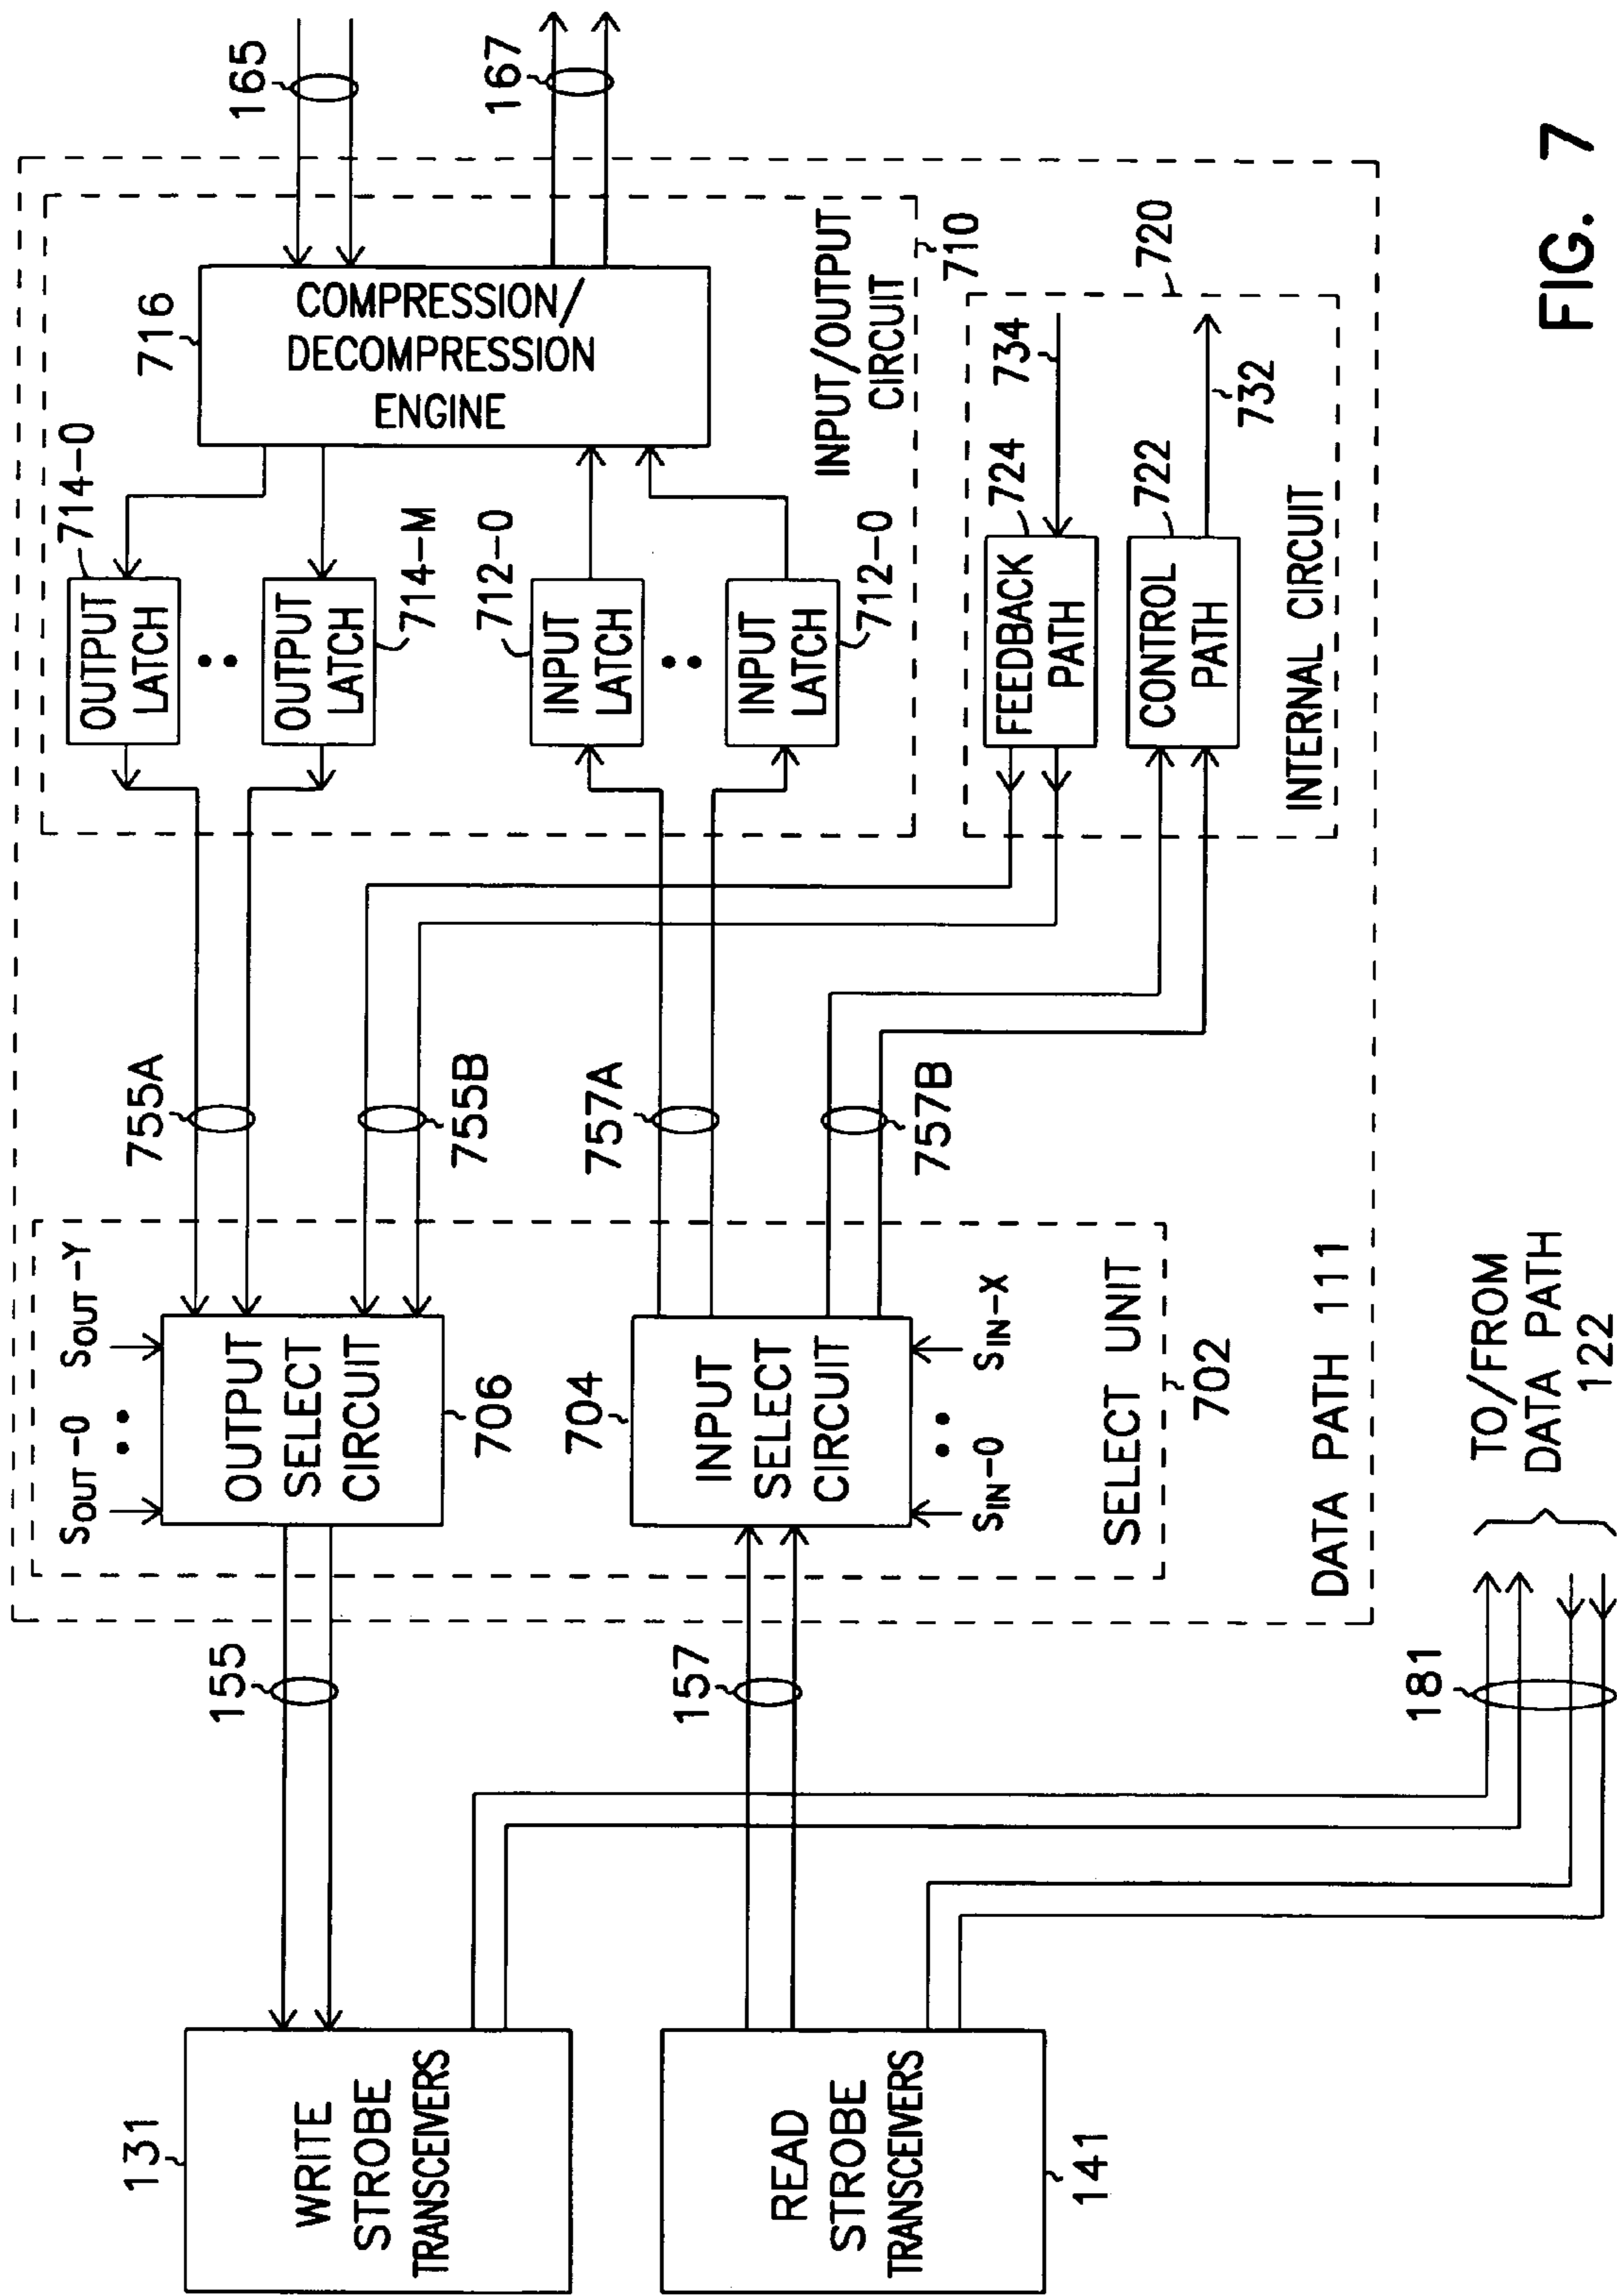 131
WRITE
STROBE
TRANSCEIVERS
READ
STROBE
TRANSCEIVERS
141
155
157
181
TO/FROM
DATA PATH
122
SOUT-0
SOUT-Y
OUTPUT
SELECT
CIRCUIT
706
704
INPUT
SELECT
CIRCUIT
SIN-0
SIN-X
SELECT UNIT
702
DATA PATH 111
755A
755B
757A
757B
714-0
OUTPUT
LATCH
OUTPUT
LATCH
714-M
712-0
INPUT
LATCH
INPUT
LATCH
712-0
716
COMPRESSION/
DECOMPRESSION
ENGINE
INPUT/OUTPUT
CIRCUIT
710
165
167
724
FEEDBACK
PATH
734
722
CONTROL
PATH
732
INTERNAL CIRCUIT
720
FIG. 7